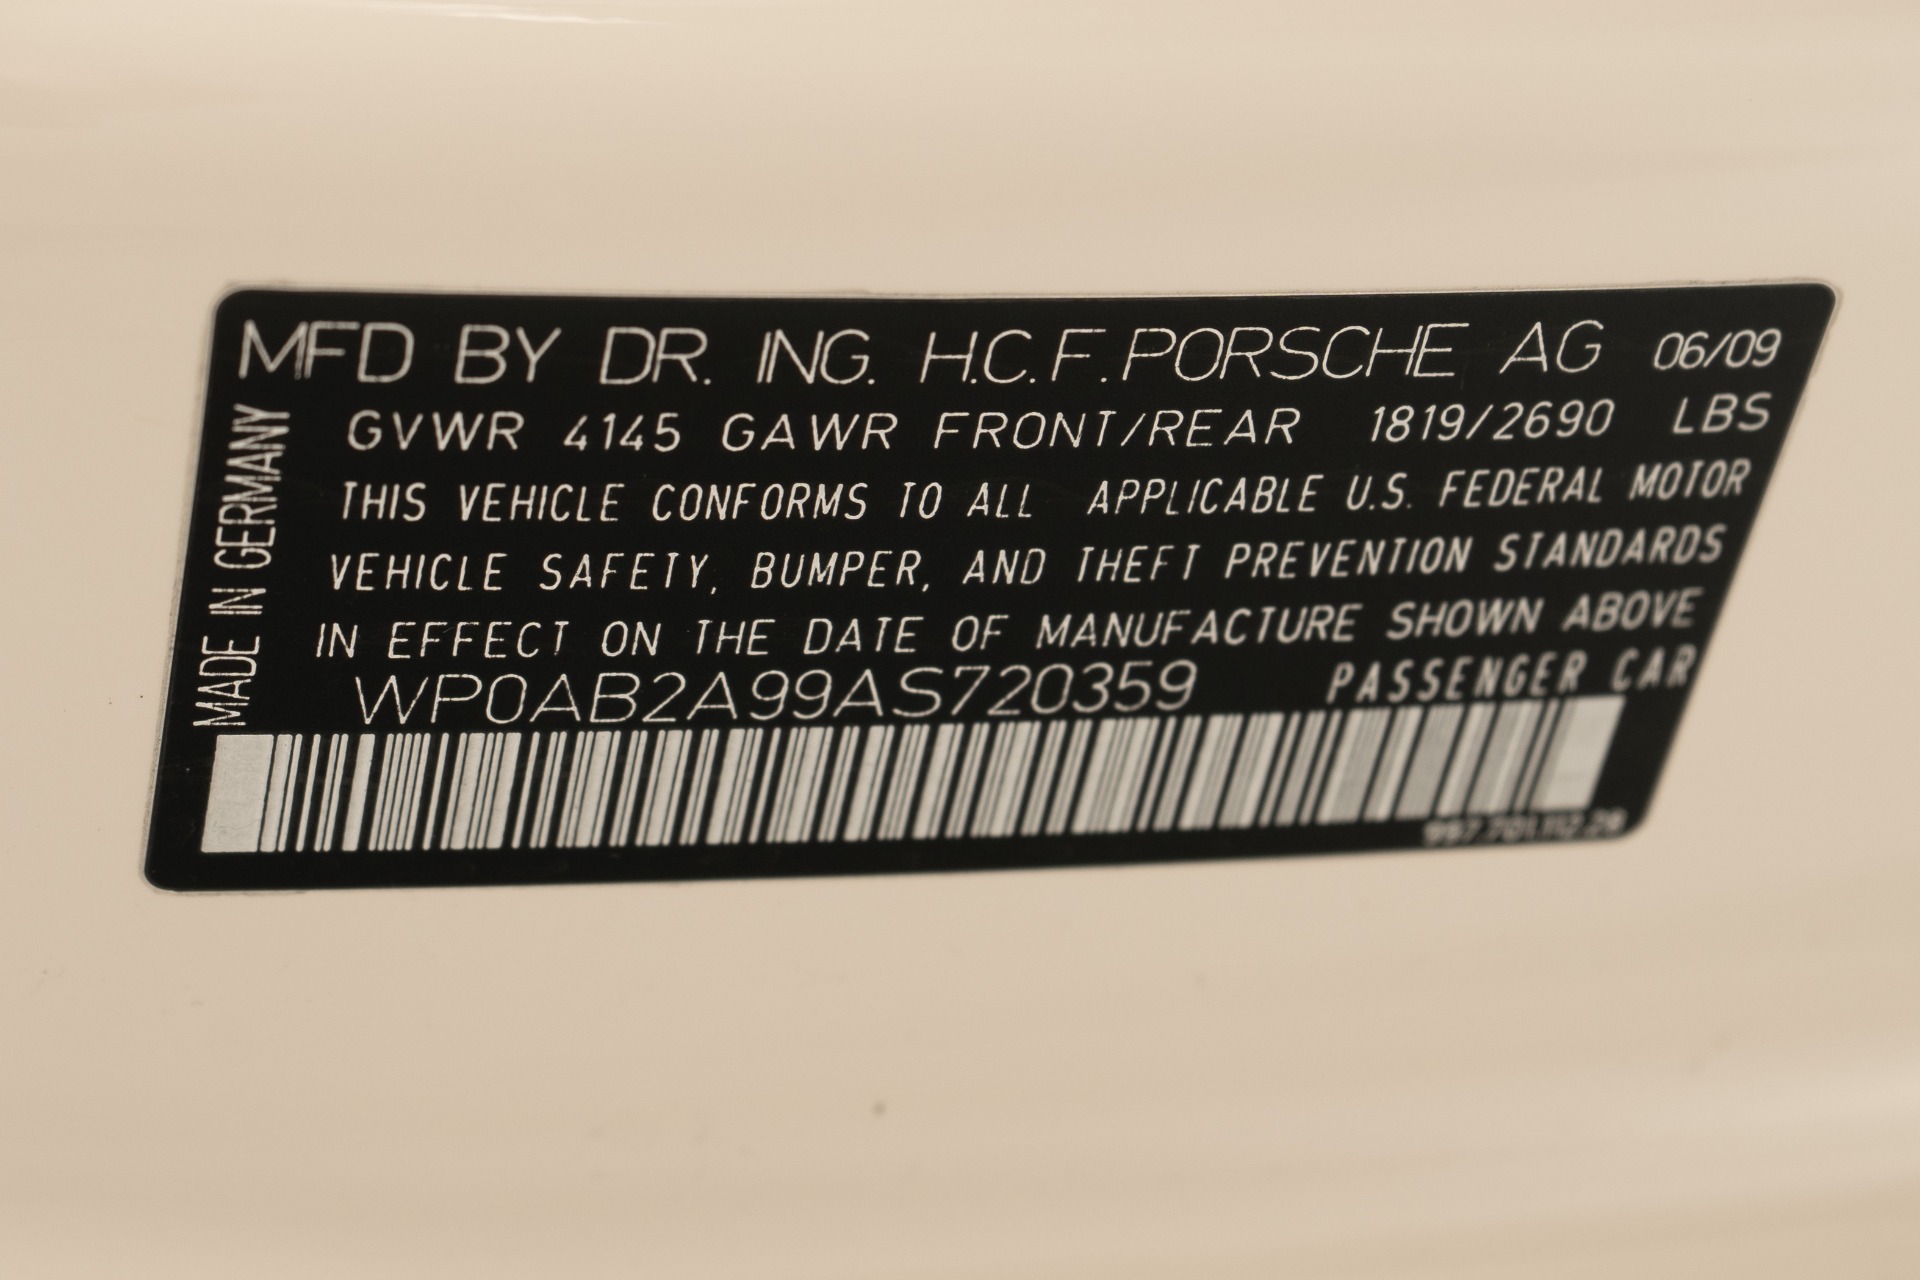 MFD BY DR. ING. H.C.F. PORSCHE AG 06/09
GVWR 4145 GAWR FRONT/REAR 1819/2690 LBS
THIS VEHICLE CONFORMS TO ALL APPLICABLE U.S. FEDERAL MOTOR
VEHICLE SAFETY, BUMPER, AND THEFT PREVENTION STANDARDS
IN EFFECT ON THE DATE OF MANUFACTURE SHOWN ABOVE
WP0AB2A99AS720359 PASSENGER CAR
MADE IN GERMANY